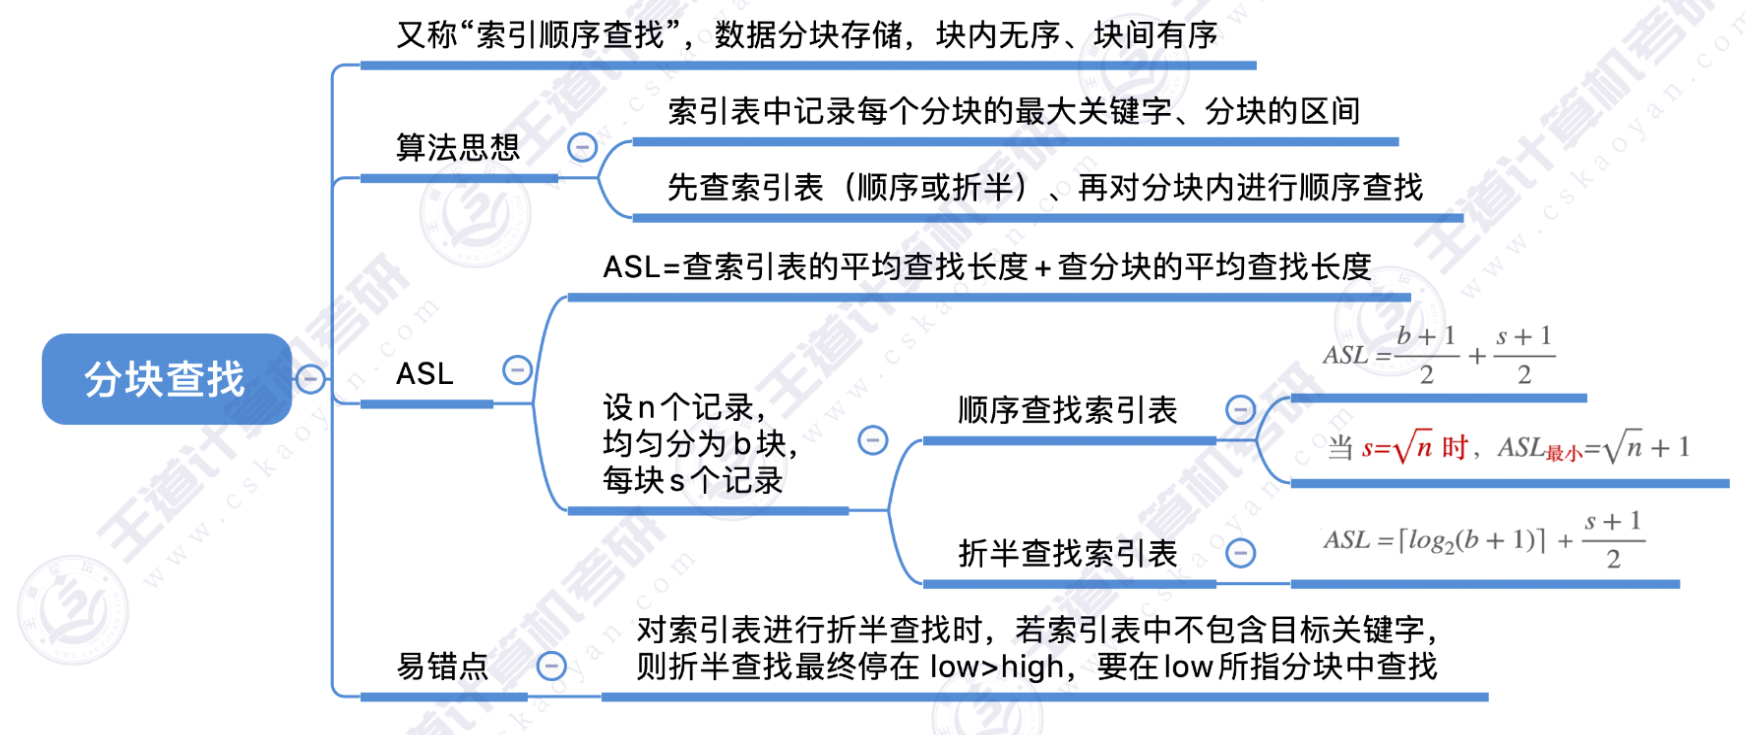 又称“索引顺序查找”，数据分块存储，块内无序、块间有序
索引表中记录每个分块的最大关键字、分块的区间
算法思想
先查索引表（顺序或折半）、再对分块内进行顺序查找
ASL=查索引表的平均查找长度+查分块的平均查找长度
分块查找
ASL
设n个记录，
均匀分为b块，
每块s个记录
顺序查找索引表
ASL=\frac{b+1}{2}+\frac{s+1}{2}
当 s=√n 时，ASL最小=√n+1
折半查找索引表
ASL=⌈log₂(b+1)⌉+\frac{s+1}{2}
易错点
对索引表进行折半查找时，若索引表中不包含目标关键字，
则折半查找最终停在 low>high，要在low所指分块中查找
王道计算机考研
www.cskaoyan.com